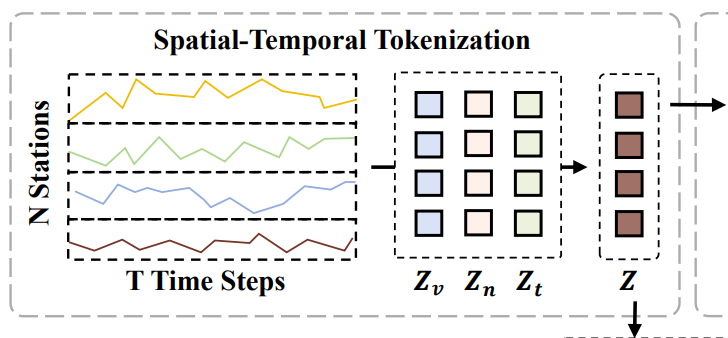 Spatial-Temporal Tokenization
N Stations
T Time Steps
Z_v Z_n Z_t
Z